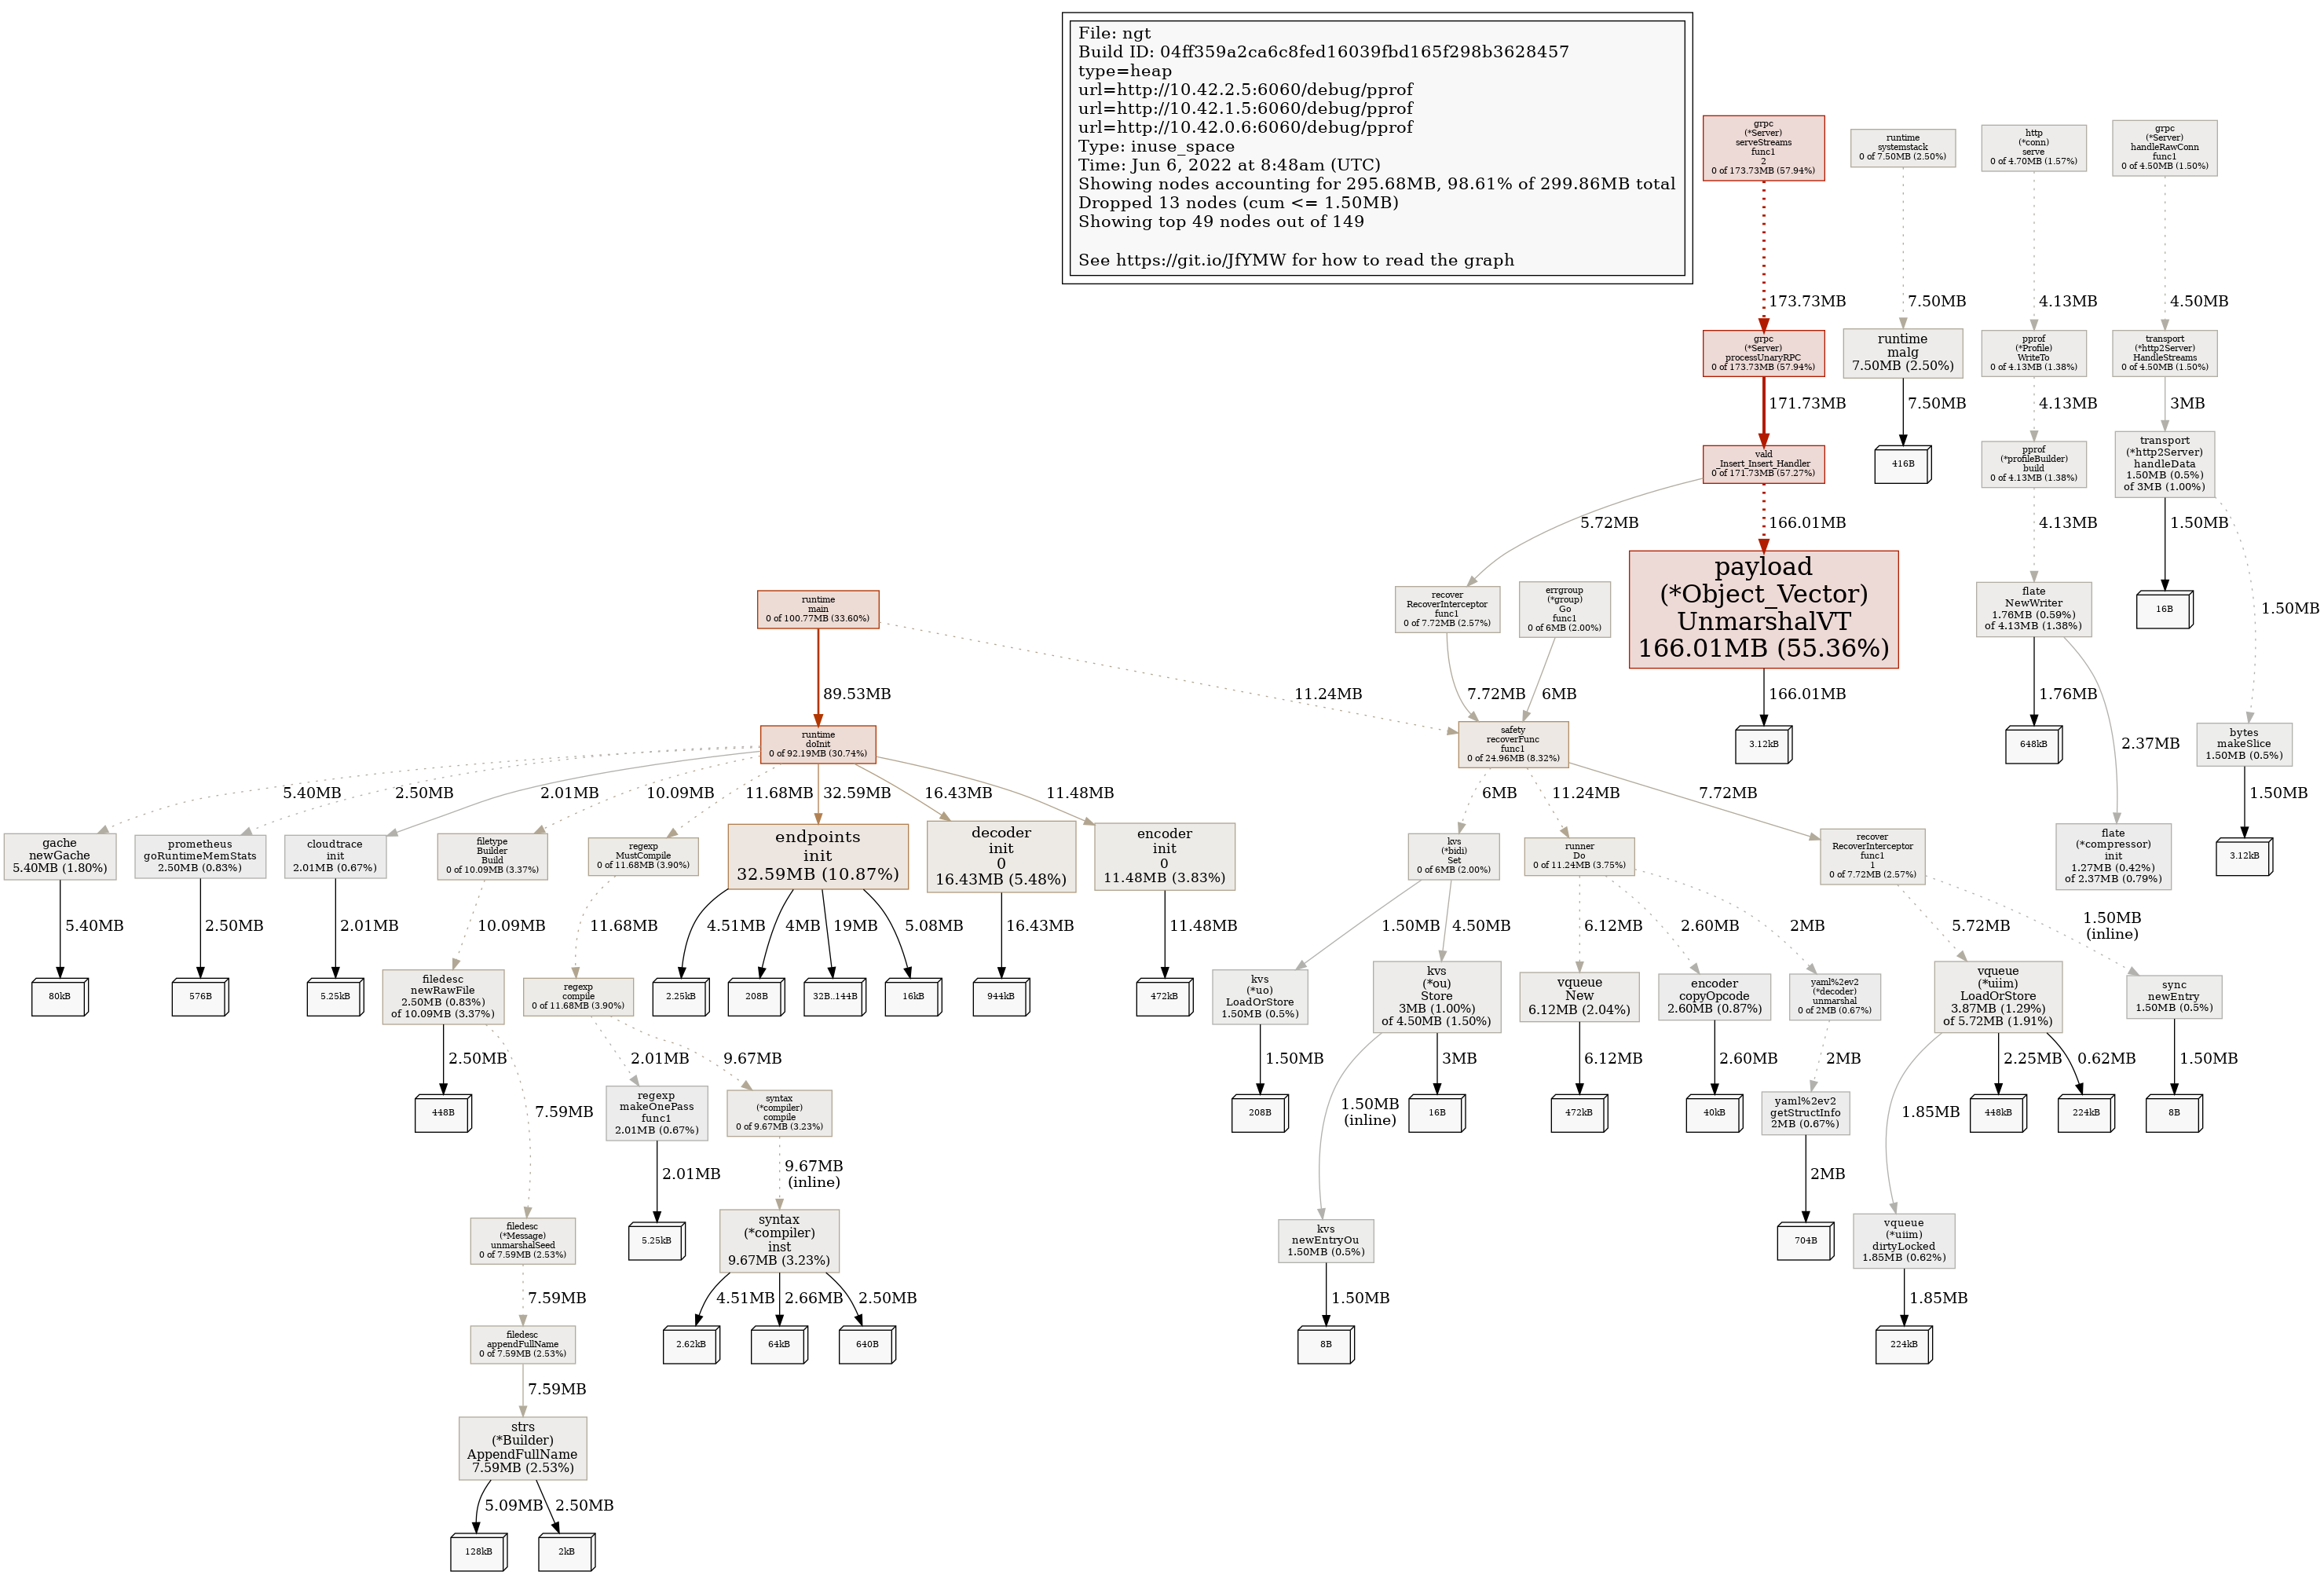 File: ngt
Build ID: 04ff359a2ca6c8fed16039fbd165f298b3628457
type=heap
url=http://10.42.2.5:6060/debug/pprof
url=http://10.42.1.5:6060/debug/pprof
url=http://10.42.0.6:6060/debug/pprof
Type: inuse_space
Time: Jun 6, 2022 at 8:48am (UTC)
Showing nodes accounting for 295.68MB, 98.61% of 299.86MB total
Dropped 13 nodes (cum <= 1.50MB)
Showing top 49 nodes out of 149
See https://git.io/JfYMW for how to read the graph
grpc
(*Server)
serveStreams
func1
2
0 of 173.73MB (57.94%)
runtime
systemstack
0 of 7.50MB (2.50%)
http
(*conn)
serve
0 of 4.70MB (1.57%)
grpc
(*Server)
handleRawConn
func1
0 of 4.50MB (1.50%)
173.73MB
7.50MB
4.13MB
4.50MB
grpc
(*Server)
processUnaryRPC
0 of 173.73MB (57.94%)
runtime
malg
7.50MB (2.50%)
pprof
(*Profile)
WriteTo
0 of 4.13MB (1.38%)
transport
(*http2Server)
HandleStreams
0 of 4.50MB (1.50%)
171.73MB
7.50MB
4.13MB
3MB
vald
_Insert_Insert_Handler
0 of 171.73MB (57.27%)
416B
pprof
(*profileBuilder)
build
0 of 4.13MB (1.38%)
transport
(*http2Server)
handleData
1.50MB (0.5%)
of 3MB (1.00%)
5.72MB
166.01MB
4.13MB
1.50MB
1.50MB
runtime
main
0 of 100.77MB (33.60%)
recover
RecoverInterceptor
func1
0 of 7.72MB (2.57%)
errgroup
(*group)
Go
func1
0 of 6MB (2.00%)
payload
(*Object_Vector)
UnmarshalVT
166.01MB (55.36%)
flate
NewWriter
1.76MB (0.59%)
of 4.13MB (1.38%)
16B
89.53MB
11.24MB
7.72MB
6MB
166.01MB
1.76MB
2.37MB
runtime
doInit
0 of 92.19MB (30.74%)
safety
recoverFunc
func1
0 of 24.96MB (8.32%)
3.12kB
648kB
bytes
makeSlice
1.50MB (0.5%)
5.40MB
2.50MB
2.01MB
10.09MB
11.68MB
32.59MB
16.43MB
11.48MB
6MB
11.24MB
7.72MB
1.50MB
gache
newGache
5.40MB (1.80%)
prometheus
goRuntimeMemStats
2.50MB (0.83%)
cloudtrace
init
2.01MB (0.67%)
filetype
Builder
Build
0 of 10.09MB (3.37%)
regexp
MustCompile
0 of 11.68MB (3.90%)
endpoints
init
32.59MB (10.87%)
decoder
init
0
16.43MB (5.48%)
encoder
init
0
11.48MB (3.83%)
kvs
(*bidi)
Set
0 of 6MB (2.00%)
runner
Do
0 of 11.24MB (3.75%)
recover
RecoverInterceptor
func1
1
0 of 7.72MB (2.57%)
flate
(*compressor)
init
1.27MB (0.42%)
of 2.37MB (0.79%)
3.12kB
5.40MB
2.50MB
2.01MB
10.09MB
11.68MB
4.51MB
4MB
19MB
5.08MB
16.43MB
11.48MB
1.50MB
4.50MB
6.12MB
2.60MB
2MB
5.72MB
1.50MB
(inline)
80kB
576B
5.25kB
filedesc
newRawFile
2.50MB (0.83%)
of 10.09MB (3.37%)
regexp
compile
0 of 11.68MB (3.90%)
2.25kB
208B
32B..144B
16kB
944kB
472kB
kvs
(*uo)
LoadOrStore
1.50MB (0.5%)
kvs
(*ou)
Store
3MB (1.00%)
of 4.50MB (1.50%)
vqueue
New
6.12MB (2.04%)
encoder
copyOpcode
2.60MB (0.87%)
yaml%2ev2
(*decoder)
unmarshal
0 of 2MB (0.67%)
vqueue
(*uiim)
LoadOrStore
3.87MB (1.29%)
of 5.72MB (1.91%)
sync
newEntry
1.50MB (0.5%)
2.50MB
7.59MB
2.01MB
9.67MB
1.50MB
1.50MB
(inline)
3MB
6.12MB
2.60MB
2MB
1.85MB
2.25MB
0.62MB
1.50MB
448B
regexp
makeOnePass
func1
2.01MB (0.67%)
syntax
(*compiler)
compile
0 of 9.67MB (3.23%)
208B
16B
472kB
40kB
yaml%2ev2
getStructInfo
2MB (0.67%)
448kB
224kB
8B
2.01MB
9.67MB
(inline)
2MB
filedesc
(*Message)
unmarshalSeed
0 of 7.59MB (2.53%)
5.25kB
syntax
(*compiler)
inst
9.67MB (3.23%)
kvs
newEntryOu
1.50MB (0.5%)
704B
vqueue
(*uiim)
dirtyLocked
1.85MB (0.62%)
7.59MB
4.51MB
2.66MB
2.50MB
1.50MB
1.85MB
filedesc
appendFullName
0 of 7.59MB (2.53%)
2.62kB
64kB
640B
8B
224kB
7.59MB
strs
(*Builder)
AppendFullName
7.59MB (2.53%)
5.09MB
2.50MB
128kB
2kB